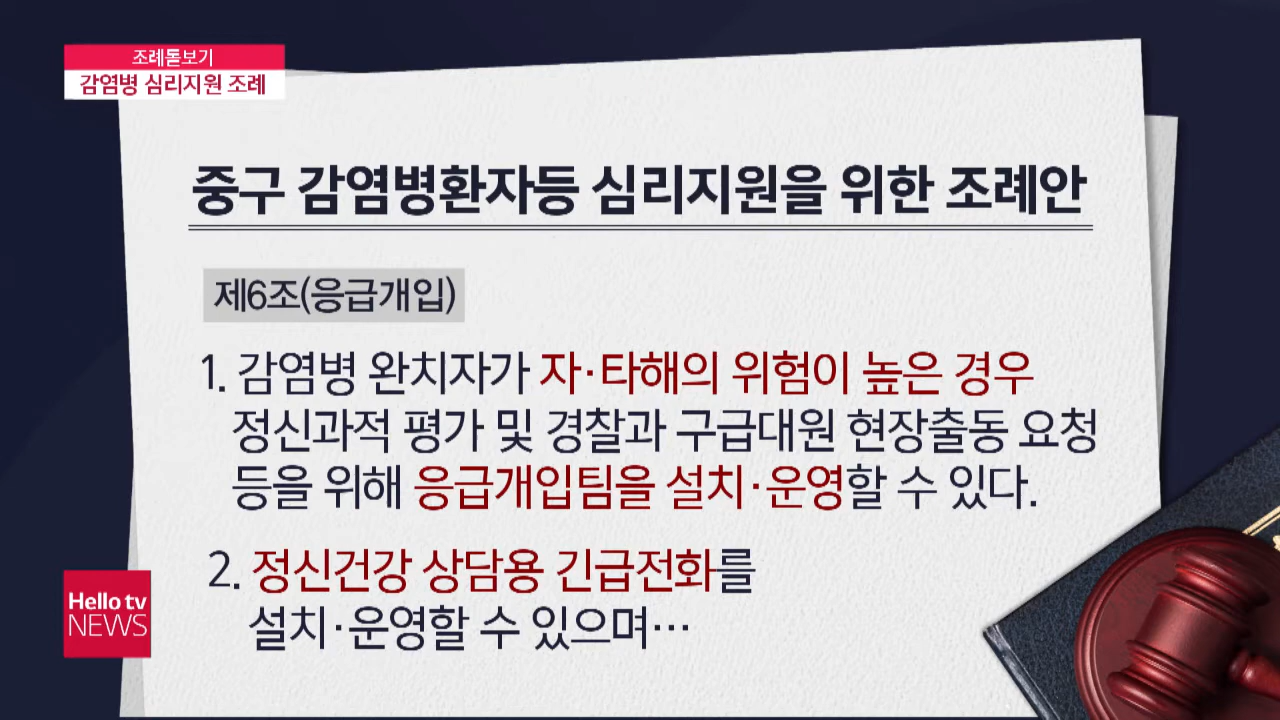 조례돋보기
감염병 심리지원 조례
중구 감염병환자등 심리지원을 위한 조례안
제6조(응급개입)
1. 감염병 완치자가 자·타해의 위험이 높은 경우
정신과적 평가 및 경찰과 구급대원 현장출동 요청
등을 위해 응급개입팀을 설치·운영할 수 있다.
2. 정신건강 상담용 긴급전화를
설치·운영할 수 있으며…
Hello tv
NEWS